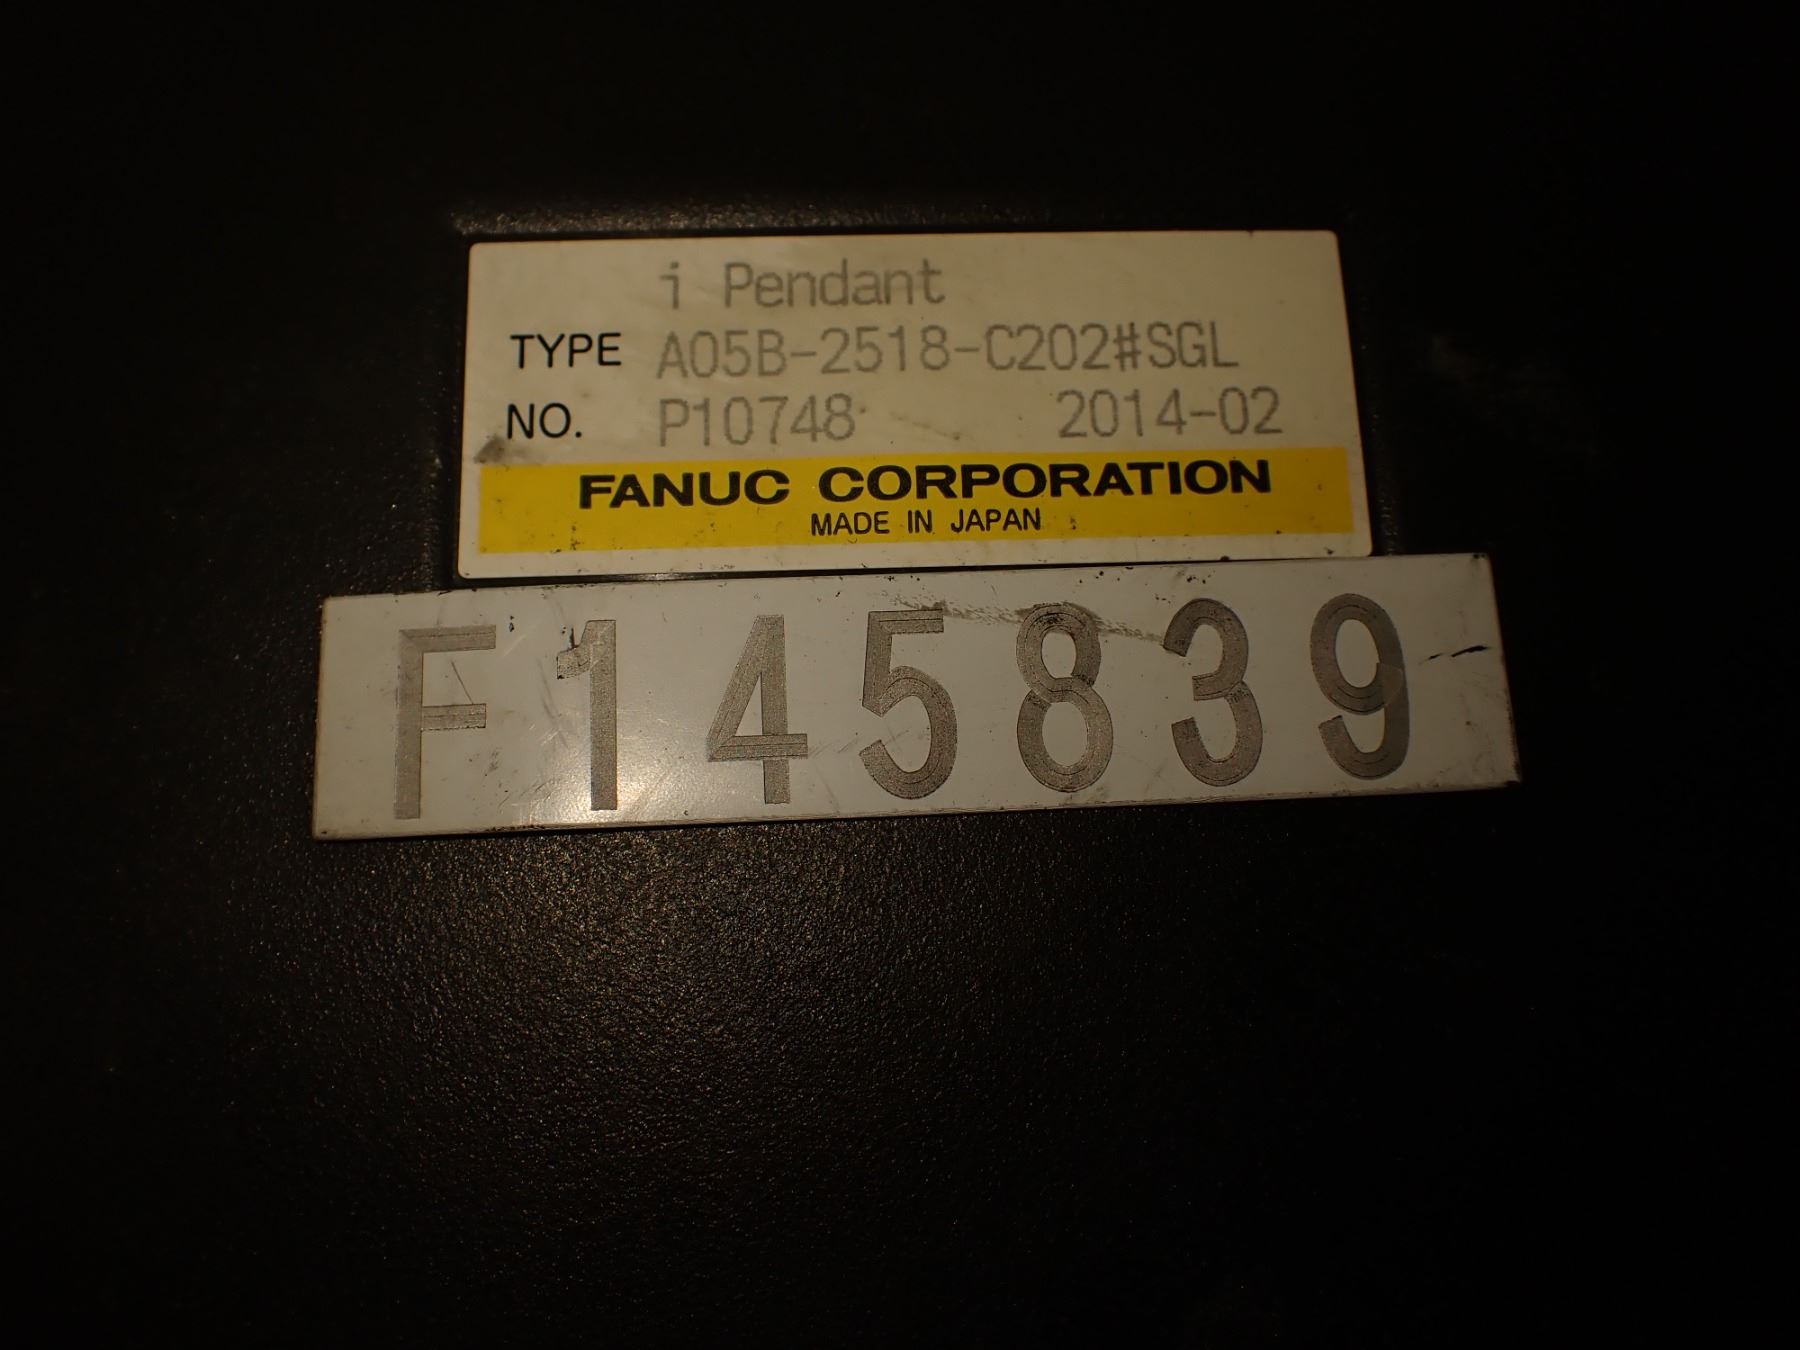 i Pendant
TYPE A05B-2518-C202#SGL
NO. P10748 2014-02
FANUC CORPORATION
MADE IN JAPAN
F145839